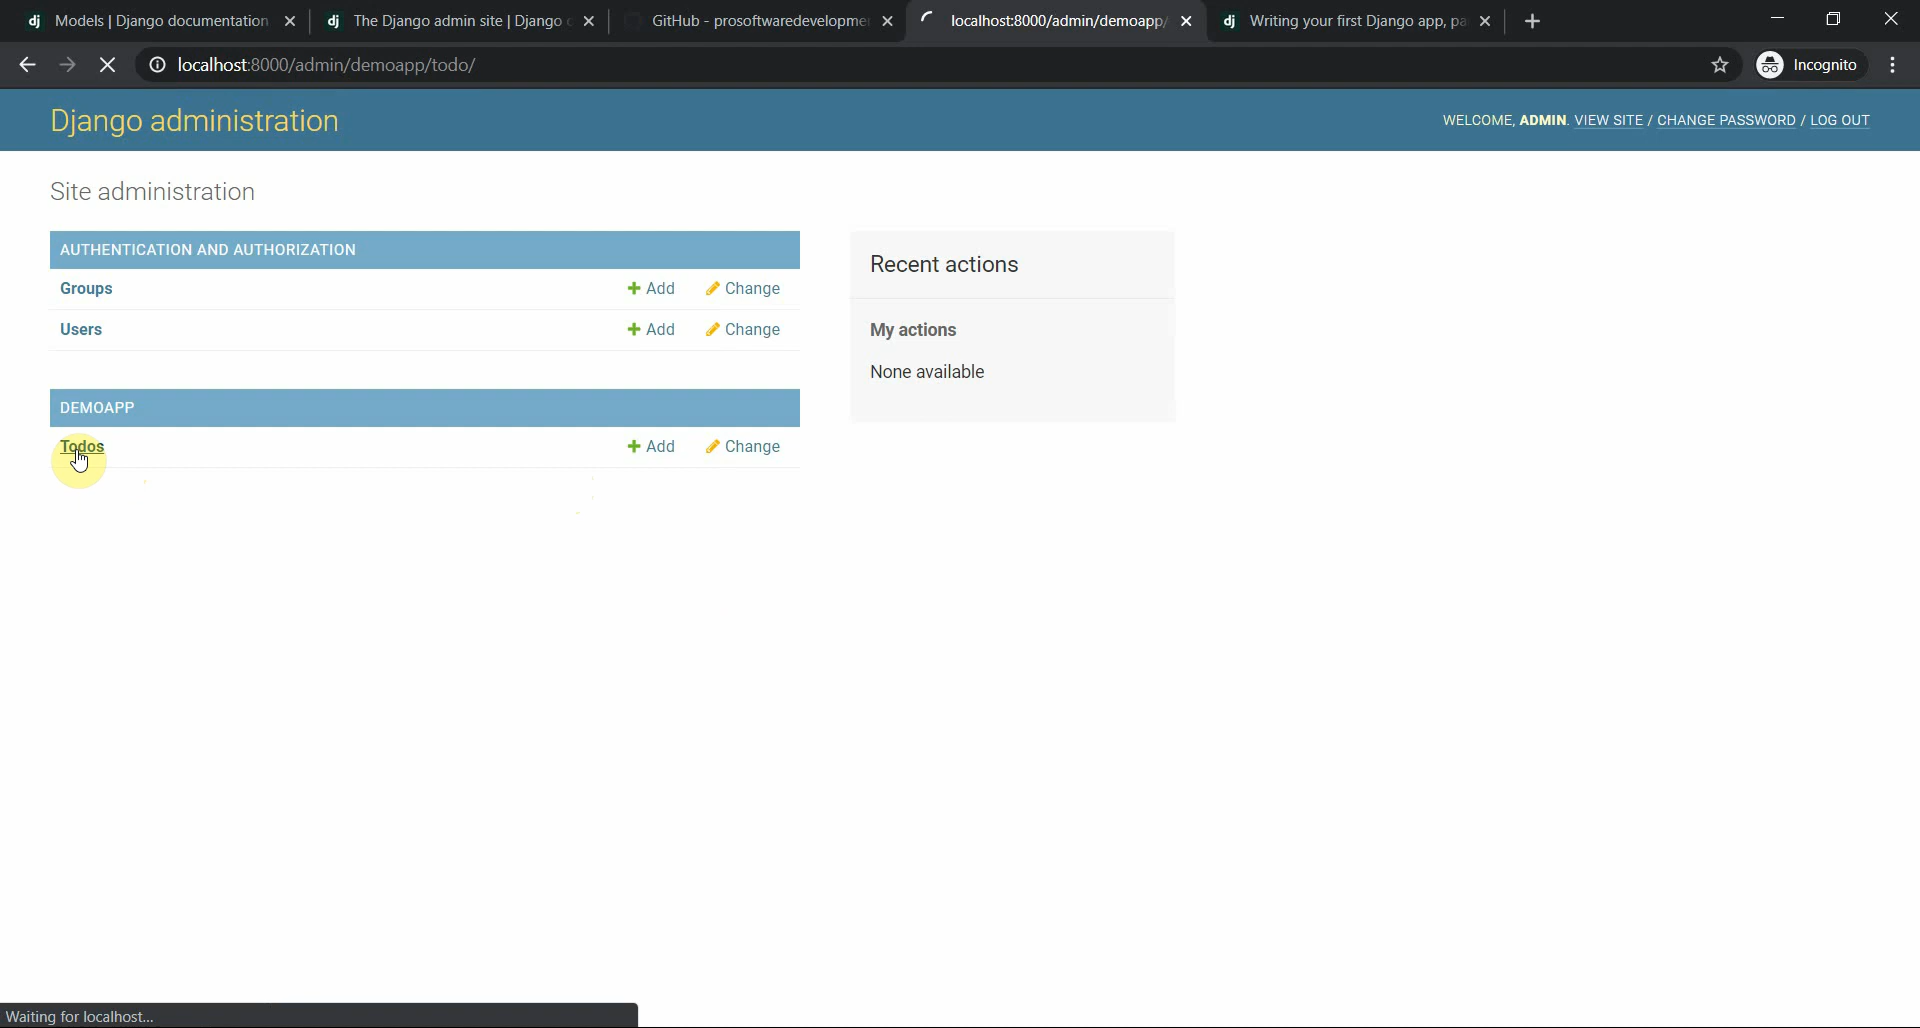 dj Models | Django documentation
dj The Django admin site | Django
GitHub - prosoftwaredevelopme
localhost:8000/admin/demoapp/
dj Writing your first Django app, pa
localhost:8000/admin/demoapp/todo/
Incognito
Django administration
WELCOME, ADMIN. VIEW SITE / CHANGE PASSWORD / LOG OUT
Site administration
AUTHENTICATION AND AUTHORIZATION
Groups Add Change
Users Add Change
DEMOAPP
Todos Add Change
Recent actions
My actions
None available
Waiting for localhost...